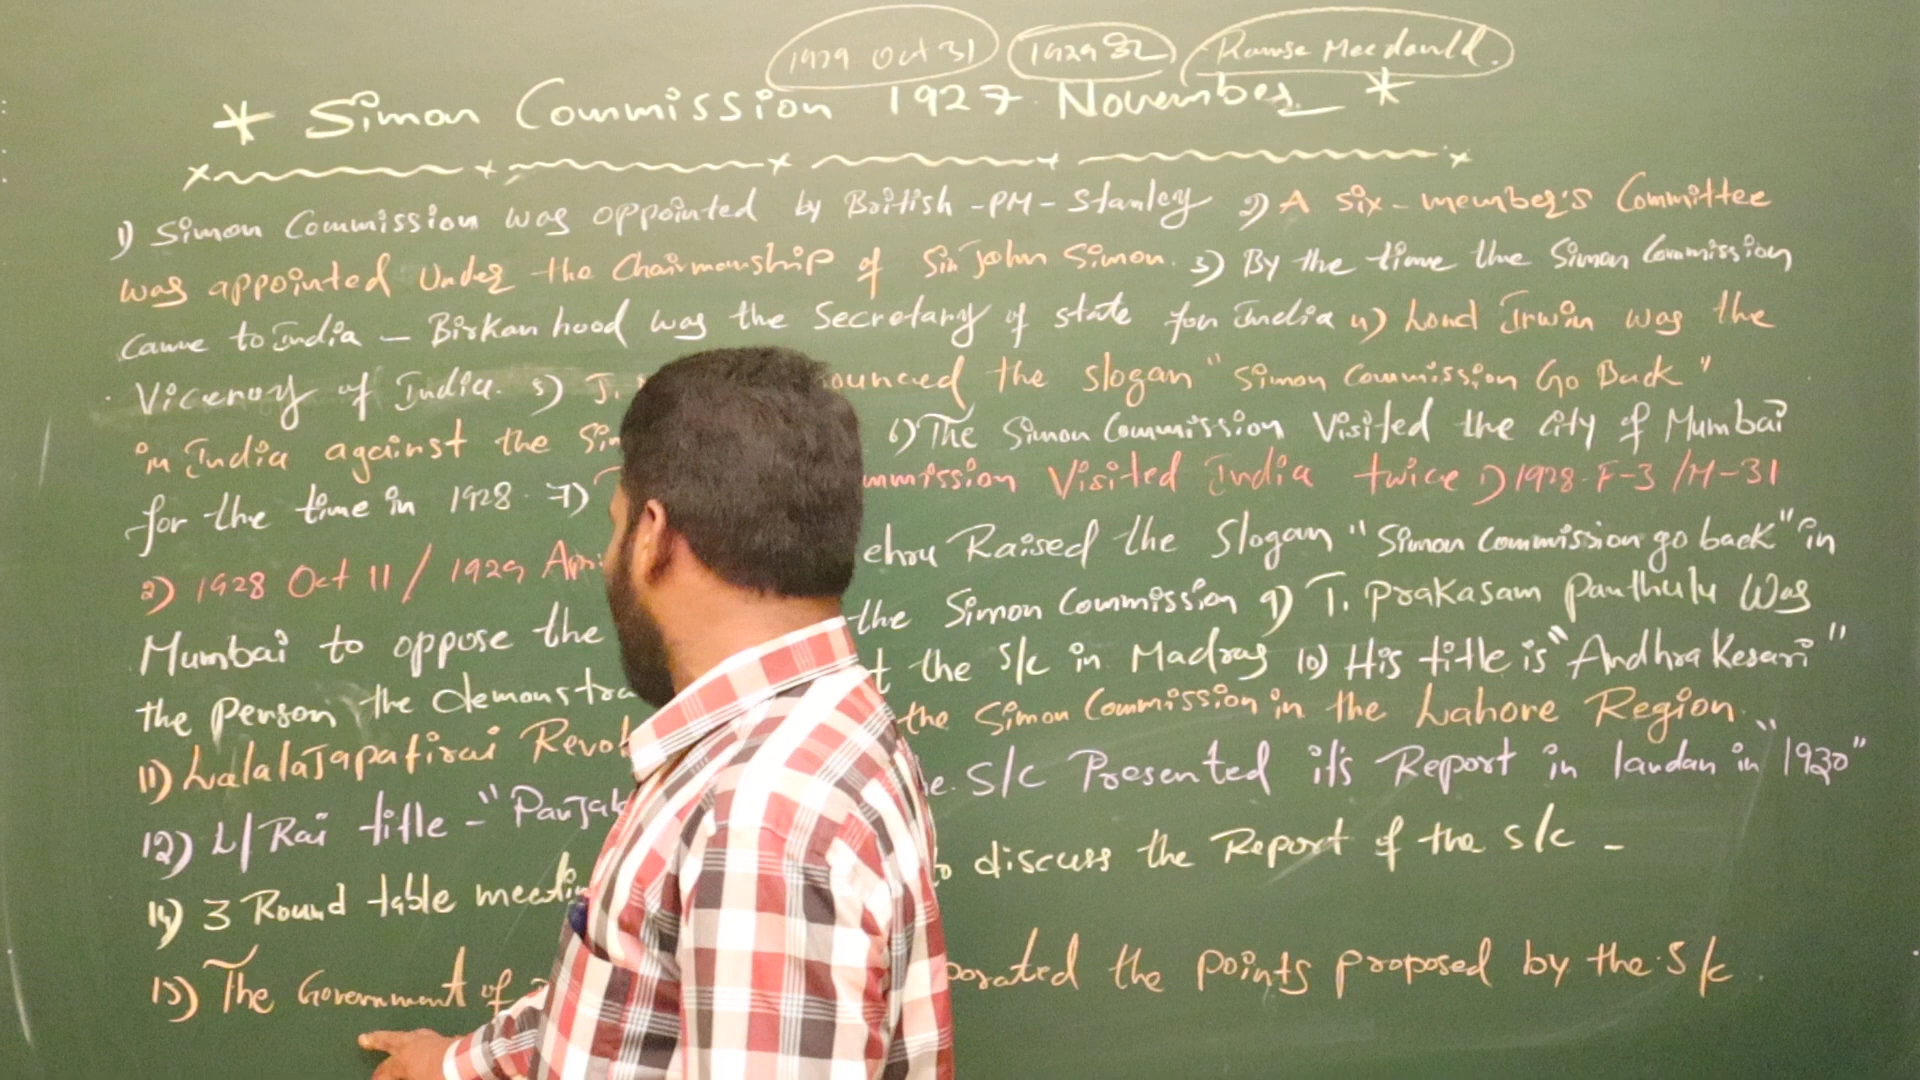 1929 Oct 31 1929 32 Ramse Macdonald.
* Simon Commission 1927 November *
1) Simon Commission was appointed by British - PM - Stanley 2) A six - member's Committee
was appointed Under the Chairmanship of Sir John Simon. 3) By the time the Simon Commission
came to India - Birkan hood was the Secretary of state for India 4) Lord Irwin was the
Viceroy of India. 5) J. ounced the slogan "Simon Commission Go Back"
in India against the Sim 6) The Simon Commission Visited the city of Mumbai
for the time in 1928. 7) mmission Visited India twice 1) 1928 - F-3 /M-31
2) 1928 Oct 11 / 1929 Apri ehru Raised the Slogan "Simon Commission go back" in
Mumbai to oppose the the Simon Commission 9) T. Prakasam Panthulu Was
the Person the demonstra t the S/c in Madras 10) His title is "Andhra Kesari"
11) Lalalajapatirai Revol the Simon Commission in the Lahore Region.
12) L/Rai title - "Panjab e. S/c Presented it's Report in landan in "1930"
14) 3 Round table meetin to discuss the Report of the s/c -
15) The Government of porated the points proposed by the S/c.